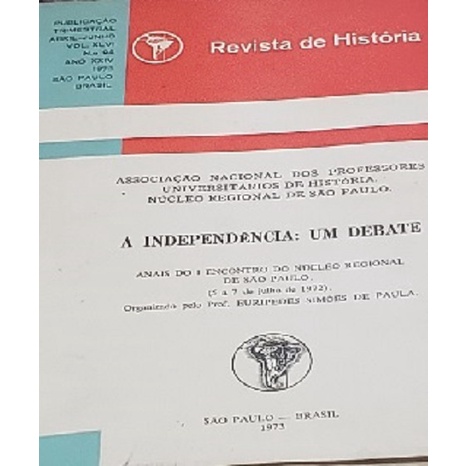 PUBLICAÇÃO
TRIMESTRAL
ABRIL-JUNHO
VOL. XLVI
N.o 94
ANO XXIV
1973
SÃO PAULO
BRASIL
Revista de História
ASSOCIAÇÃO NACIONAL DOS PROFESSORES
UNIVERSITÁRIOS DE HISTÓRIA.
NÚCLEO REGIONAL DE SÃO PAULO.
A INDEPENDÊNCIA: UM DEBATE
ANAIS DO I ENCONTRO DO NÚCLEO REGIONAL
DE SÃO PAULO.
(5 a 7 de julho de 1972).
Organizado pelo Prof. EURÍPEDES SIMÕES DE PAULA.
SÃO PAULO — BRASIL
1973